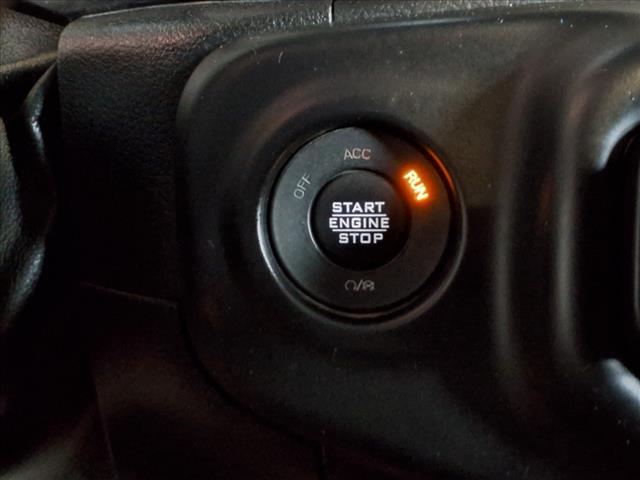 ACC
OFF
RUN
START
ENGINE
STOP